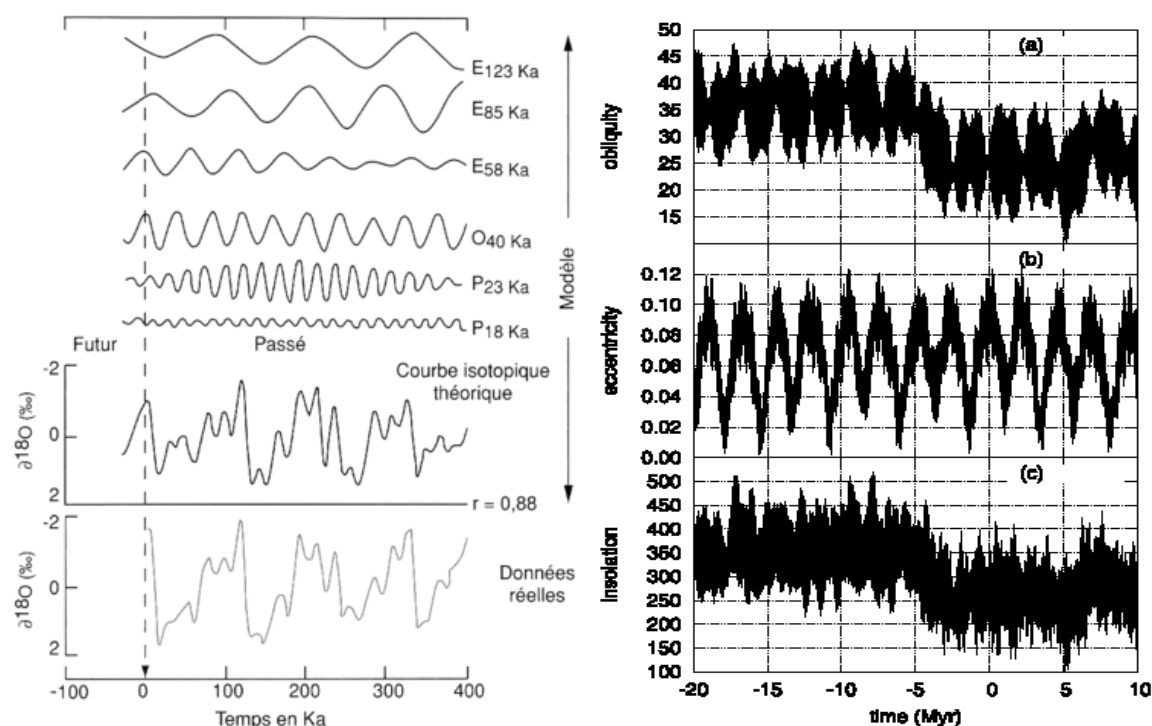 E123 Ka
E85 Ka
E58 Ka
O40 Ka
P23 Ka
P18 Ka
Modèle
Futur
Passé
Courbe isotopique
théorique
-2
0
2
∂18O (‰)
r = 0,88
-2
0
2
∂18O (‰)
Données
réelles
-100
0
100
200
300
400
Temps en Ka
(a)
50
45
40
35
30
25
20
15
obliquity
(b)
0.12
0.10
0.08
0.06
0.04
0.02
0.00
eccentricity
(c)
500
450
400
350
300
250
200
150
100
Insolation
-20
-15
-10
-5
0
5
10
time (Myr)